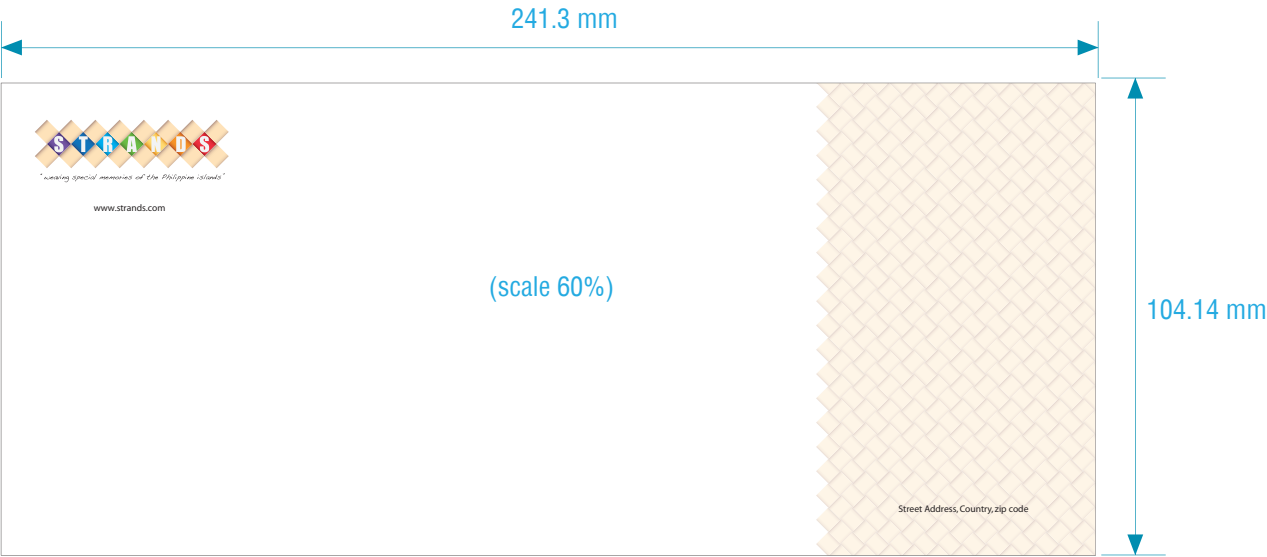 241.3 mm
STRANDS
"weaving special memories of the Philippine islands"
www.strands.com
(scale 60%)
104.14 mm
Street Address, Country, zip code